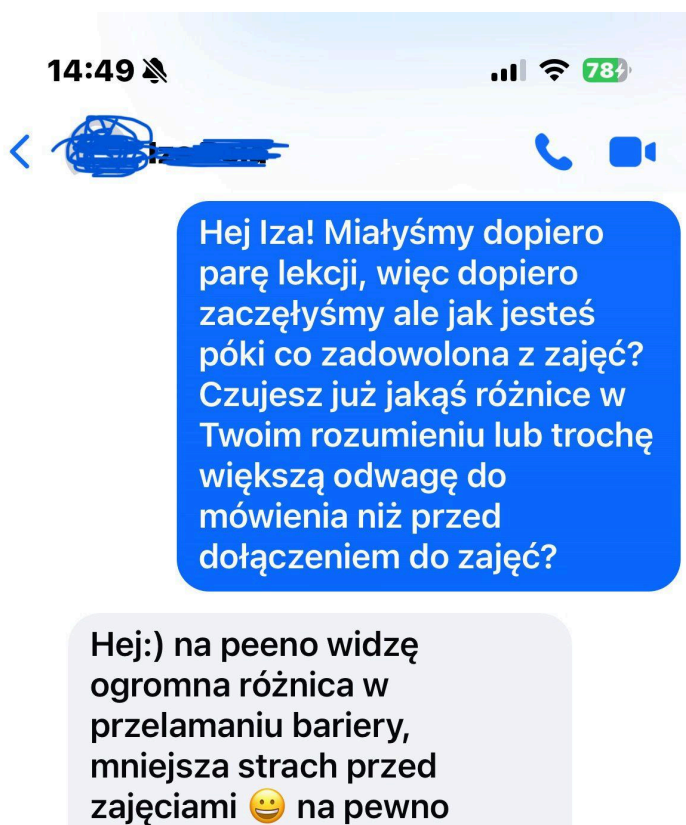 14:49
78
Hej Iza! Miałyśmy dopiero
parę lekcji, więc dopiero
zaczęłyśmy ale jak jesteś
póki co zadowolona z zajęć?
Czujesz już jakąś różnice w
Twoim rozumieniu lub trochę
większą odwagę do
mówienia niż przed
dołączeniem do zajęć?
Hej:) na peeno widzę
ogromna różnica w
przelamaniu bariery,
mniejsza strach przed
zajęciami 😀 na pewno